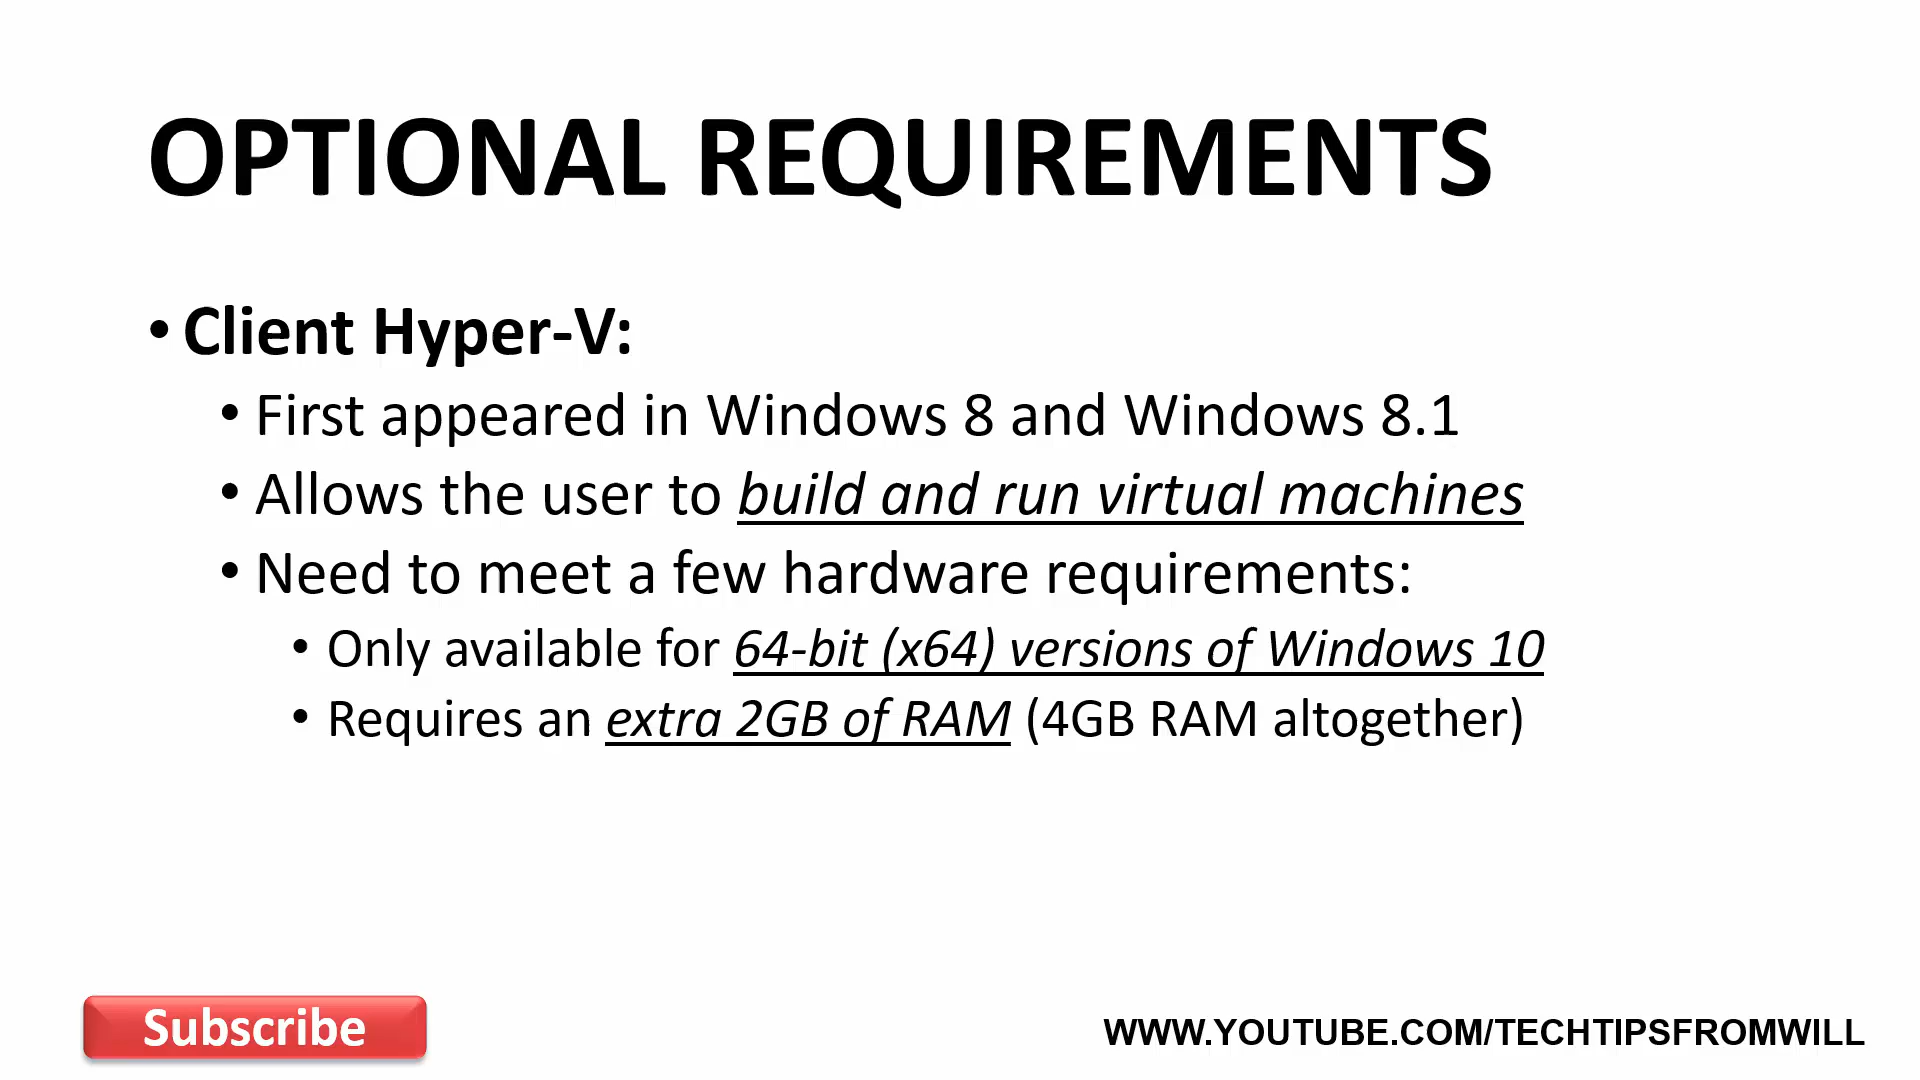 OPTIONAL REQUIREMENTS
• Client Hyper-V:
• First appeared in Windows 8 and Windows 8.1
• Allows the user to build and run virtual machines
• Need to meet a few hardware requirements:
• Only available for 64-bit (x64) versions of Windows 10
• Requires an extra 2GB of RAM (4GB RAM altogether)
Subscribe
WWW.YOUTUBE.COM/TECHTIPSFROMWILL